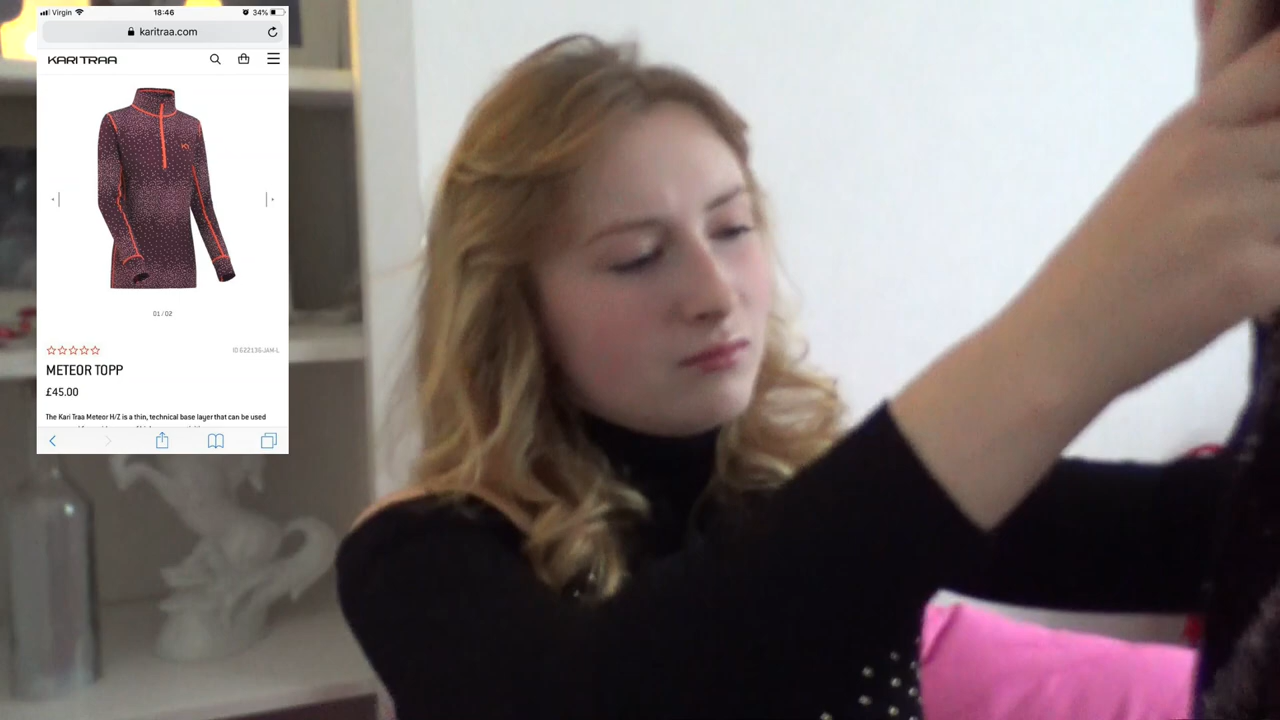 Virgin 18:46 34%
karitraa.com
KARI TRAA
01 / 02
METEOR TOPP
£45.00
The Kari Traa Meteor H/Z is a thin, technical base layer that can be used